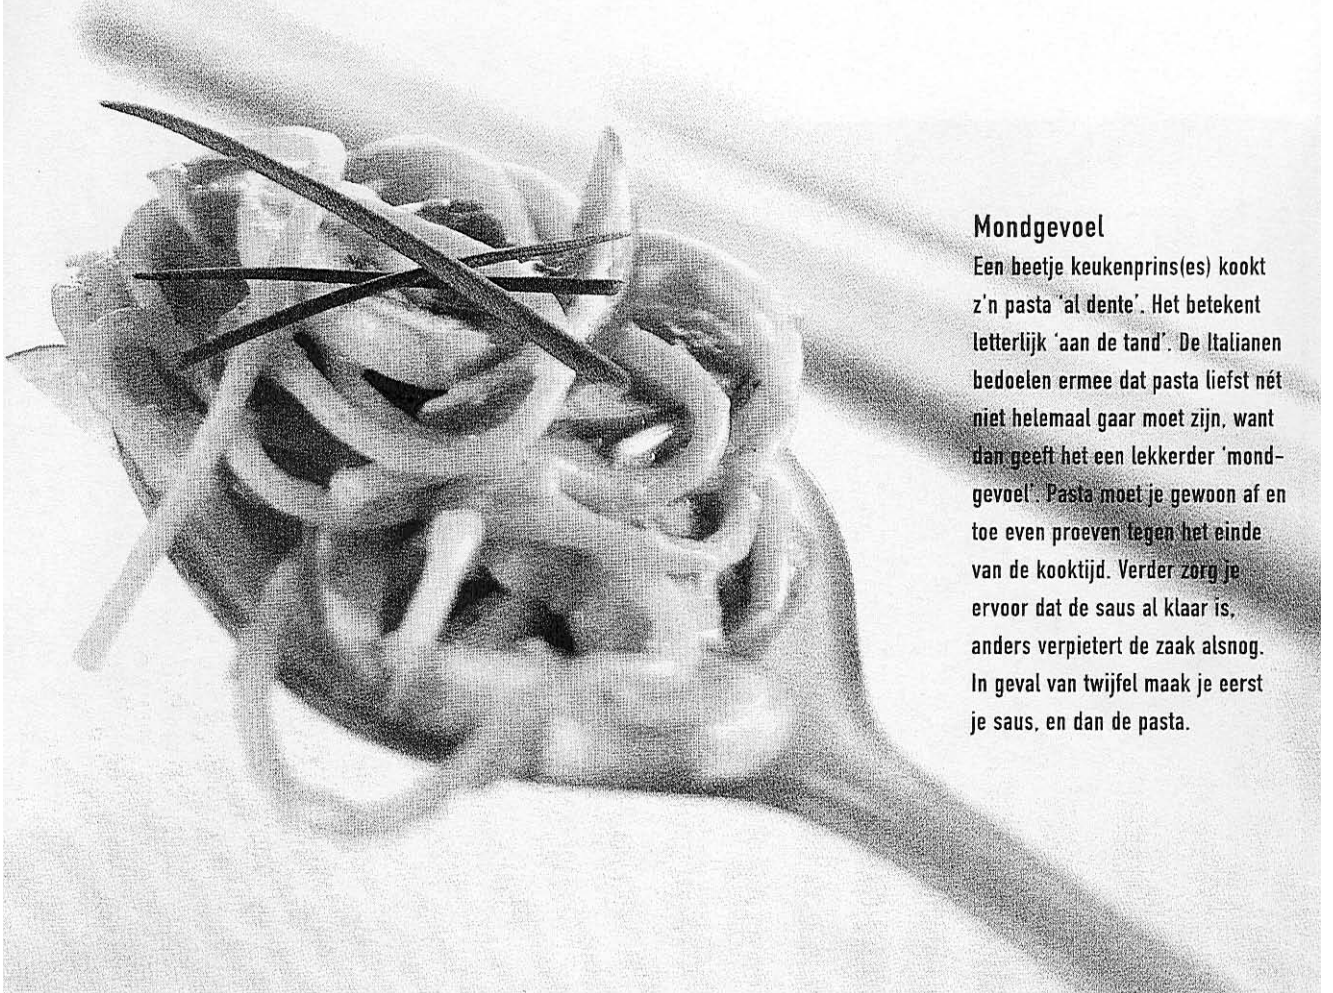 Mondgevoel
Een beetje keukenprins(es) kookt
z'n pasta 'al dente'. Het betekent
letterlijk 'aan de tand'. De Italianen
bedoelen ermee dat pasta liefst nét
niet helemaal gaar moet zijn, want
dan geeft het een lekkerder 'mond-
gevoel'. Pasta moet je gewoon af en
toe even proeven tegen het einde
van de kooktijd. Verder zorg je
ervoor dat de saus al klaar is,
anders verpietert de zaak alsnog.
In geval van twijfel maak je eerst
je saus, en dan de pasta.